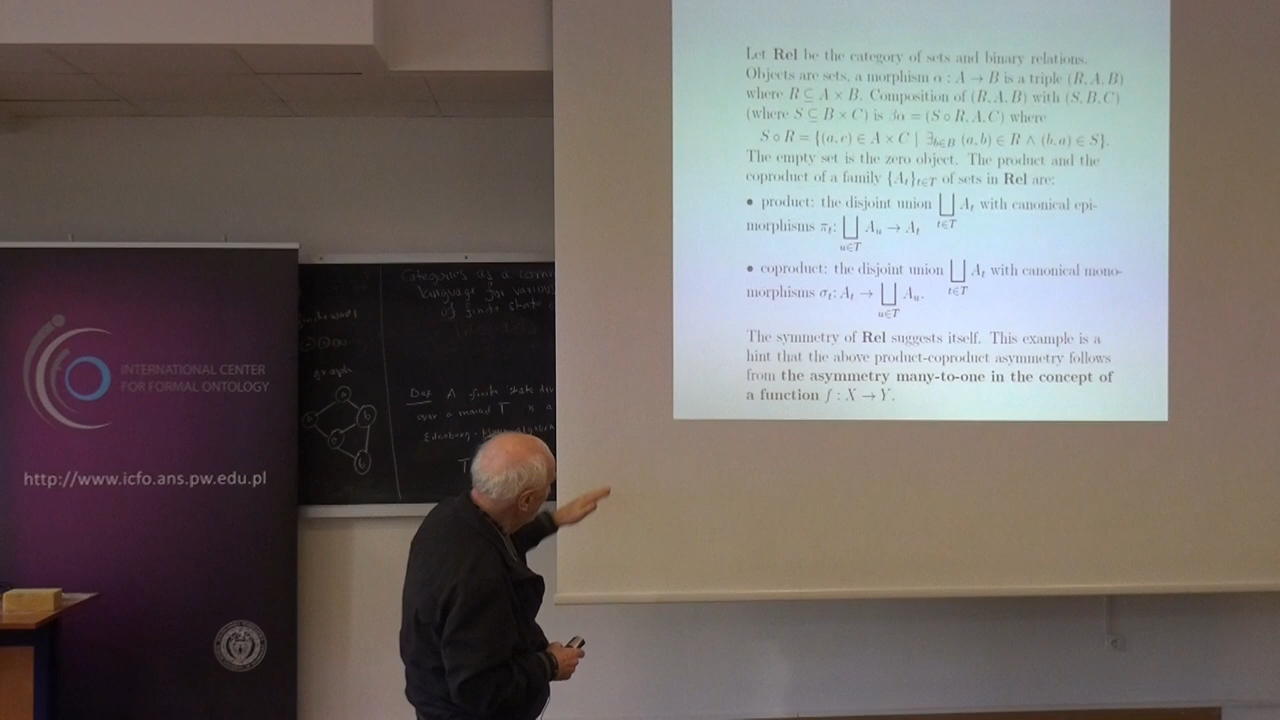 Let Rel be the category of sets and binary relations.
Objects are sets, a morphism α : A → B is a triple (R, A, B)
where R ⊆ A × B. Composition of (R, A, B) with (S, B, C)
(where S ⊆ B × C) is βα = (S ∘ R, A, C) where
S ∘ R = {(a, c) ∈ A × C | ∃b∈B (a, b) ∈ R ∧ (b, a) ∈ S}.
The empty set is the zero object. The product and the
coproduct of a family {At}t∈T of sets in Rel are:
• product: the disjoint union ⨆ t∈T At with canonical epi-
morphisms πt: ⨆ u∈T Au → At
• coproduct: the disjoint union ⨆ t∈T At with canonical mono-
morphisms σt: At → ⨆ u∈T Au.
The symmetry of Rel suggests itself. This example is a
hint that the above product-coproduct asymmetry follows
from the asymmetry many-to-one in the concept of
a function f : X → Y.
Categories as a
language for various
of finite state
graph
Def A finite state
over a monad T is a
Eilenberg-
T
INTERNATIONAL CENTER
FOR FORMAL ONTOLOGY
http://www.icfo.ans.pw.edu.pl